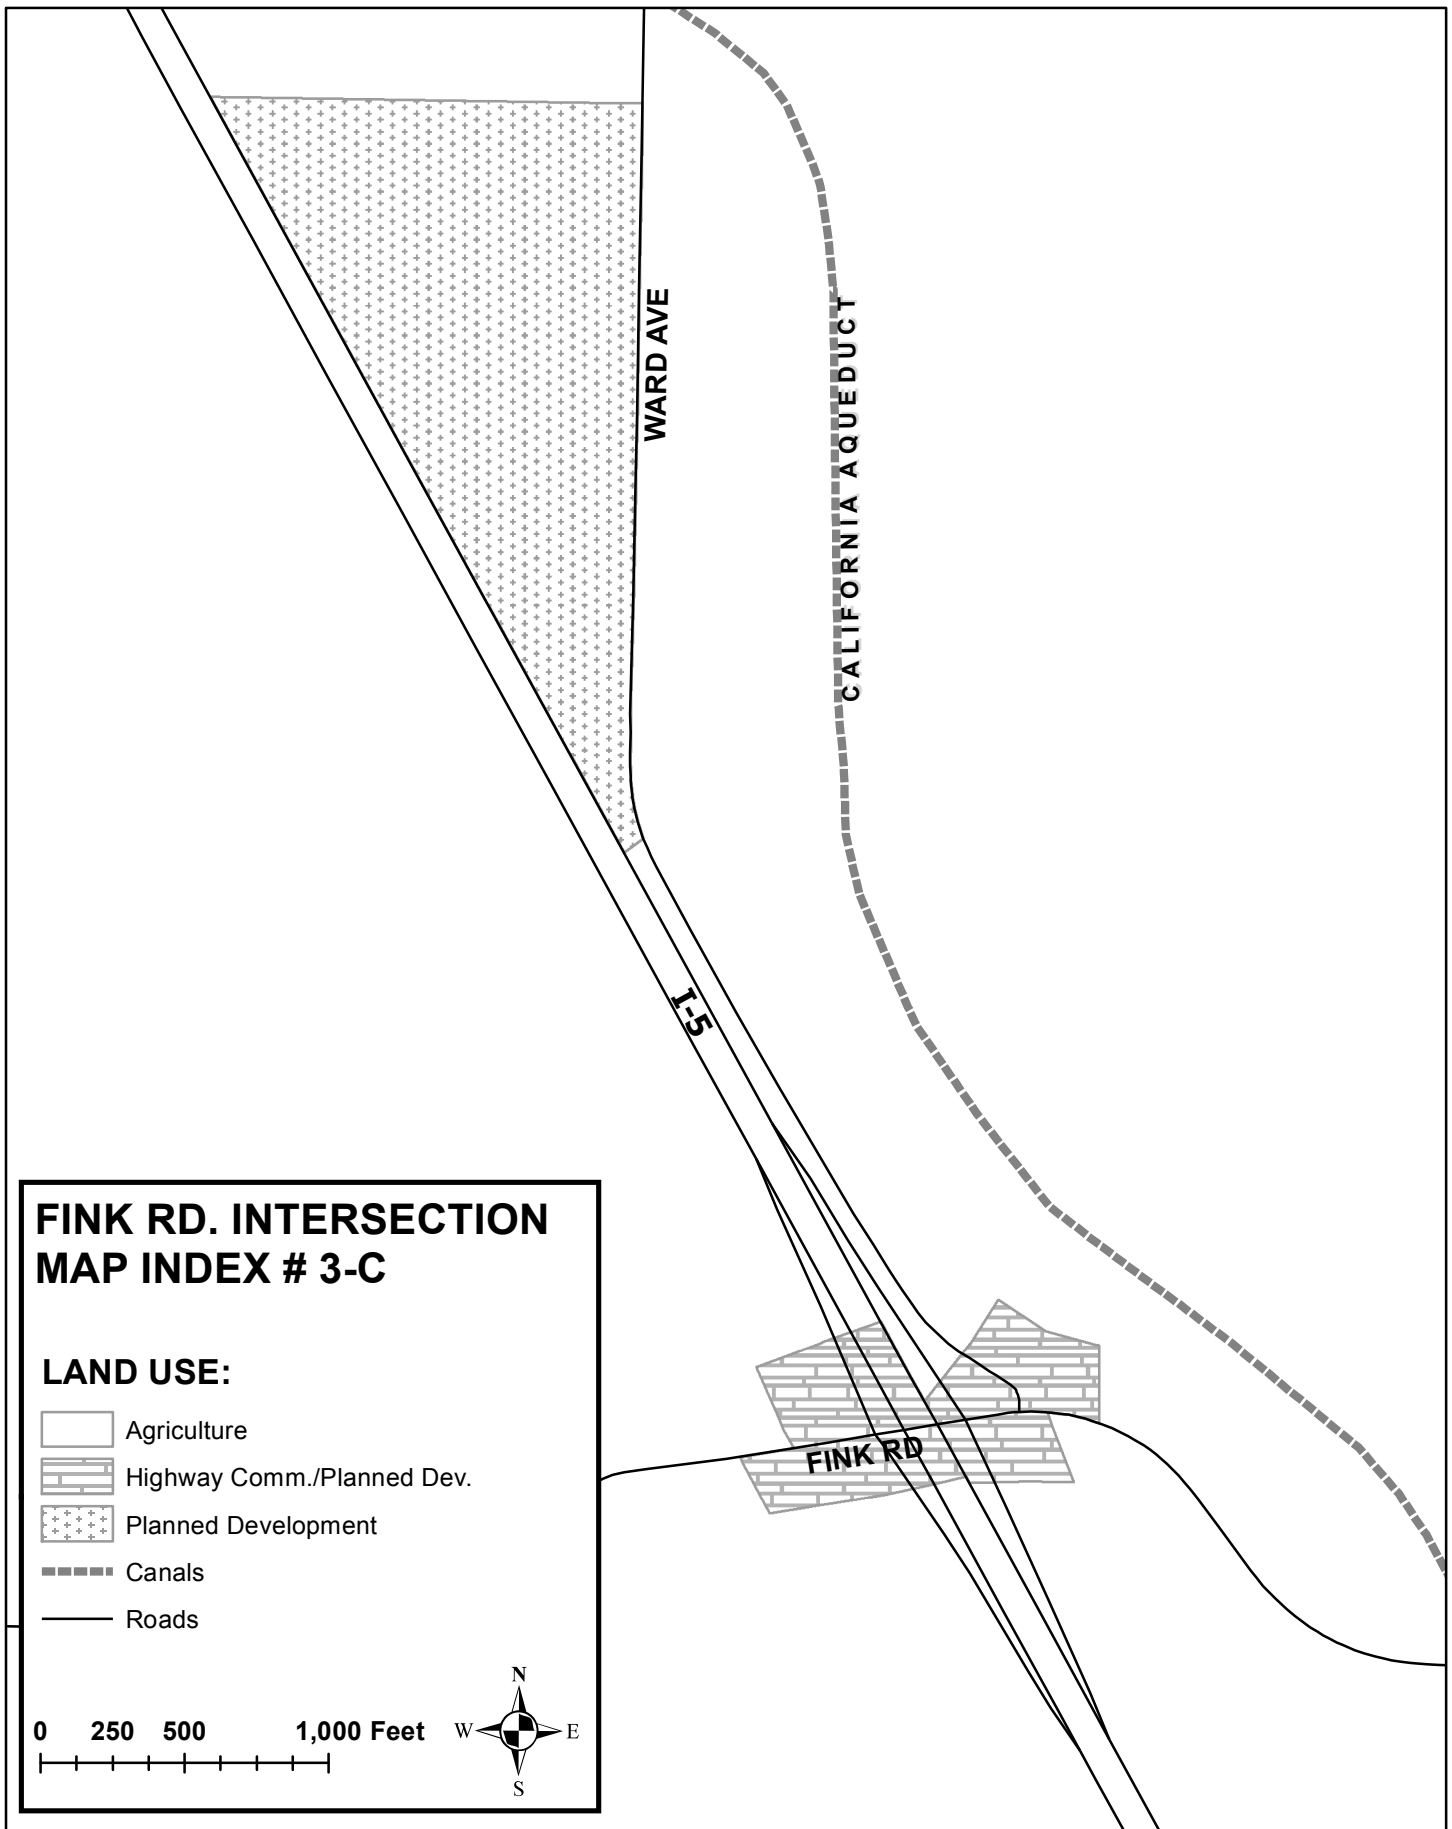 WARD AVE
CALIFORNIA AQUEDUCT
I-5
FINK RD
FINK RD. INTERSECTION
MAP INDEX # 3-C
LAND USE:
Agriculture
Highway Comm./Planned Dev.
Planned Development
Canals
Roads
0 250 500 1,000 Feet
N
W E
S